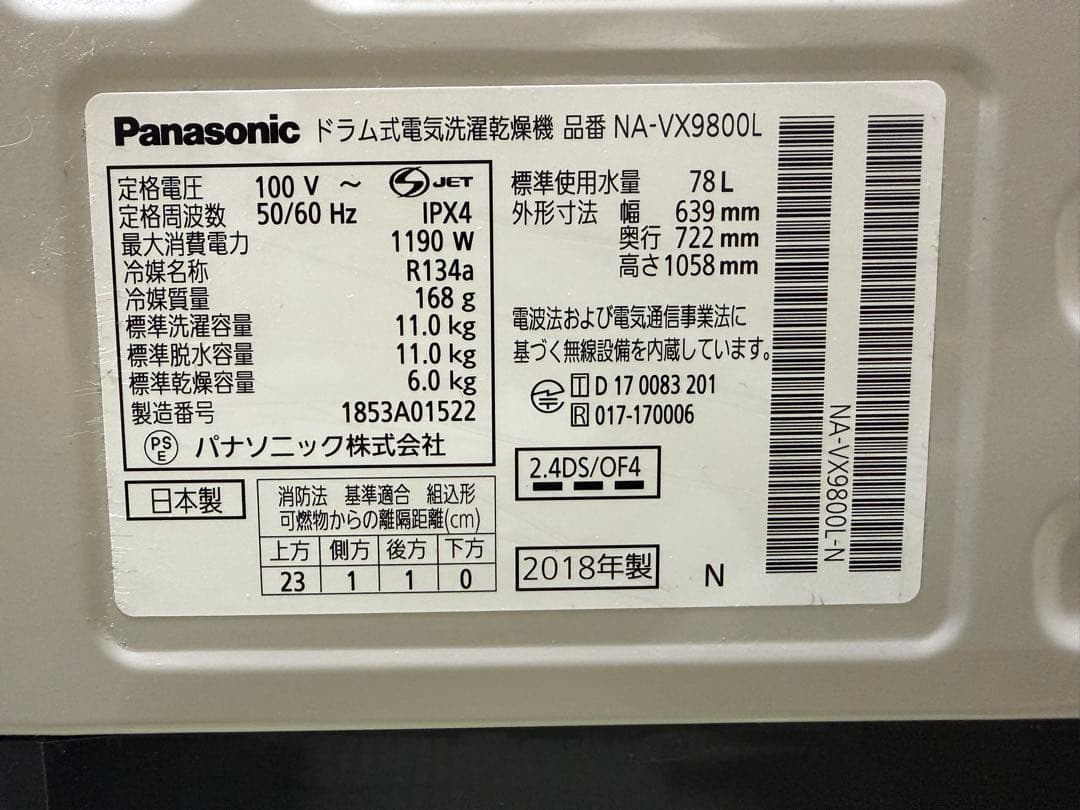 Panasonic ドラム式電気洗濯乾燥機 品番 NA-VX9800L
定格電圧 100 V ～ S JET
定格周波数 50/60 Hz IPX4
最大消費電力 1190 W
冷媒名称 R134a
冷媒質量 168 g
標準洗濯容量 11.0 kg
標準脱水容量 11.0 kg
標準乾燥容量 6.0 kg
製造番号 1853A01522
PSE パナソニック株式会社
日本製
消防法 基準適合 組込形
可燃物からの離隔距離(cm)
上方 側方 後方 下方
23 1 1 0
標準使用水量 78 L
外形寸法 幅 639 mm
奥行 722 mm
高さ 1058 mm
電波法および電気通信事業法に
基づく無線設備を内蔵しています。
T D 17 0083 201
R 017-170006
2.4DS/OF4
2018年製 N
NA-VX9800L-N